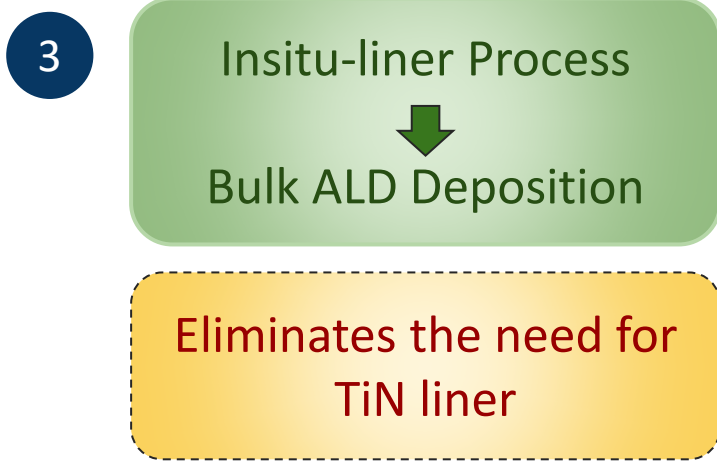 3
Insitu-liner Process
Bulk ALD Deposition
Eliminates the need for
TiN liner